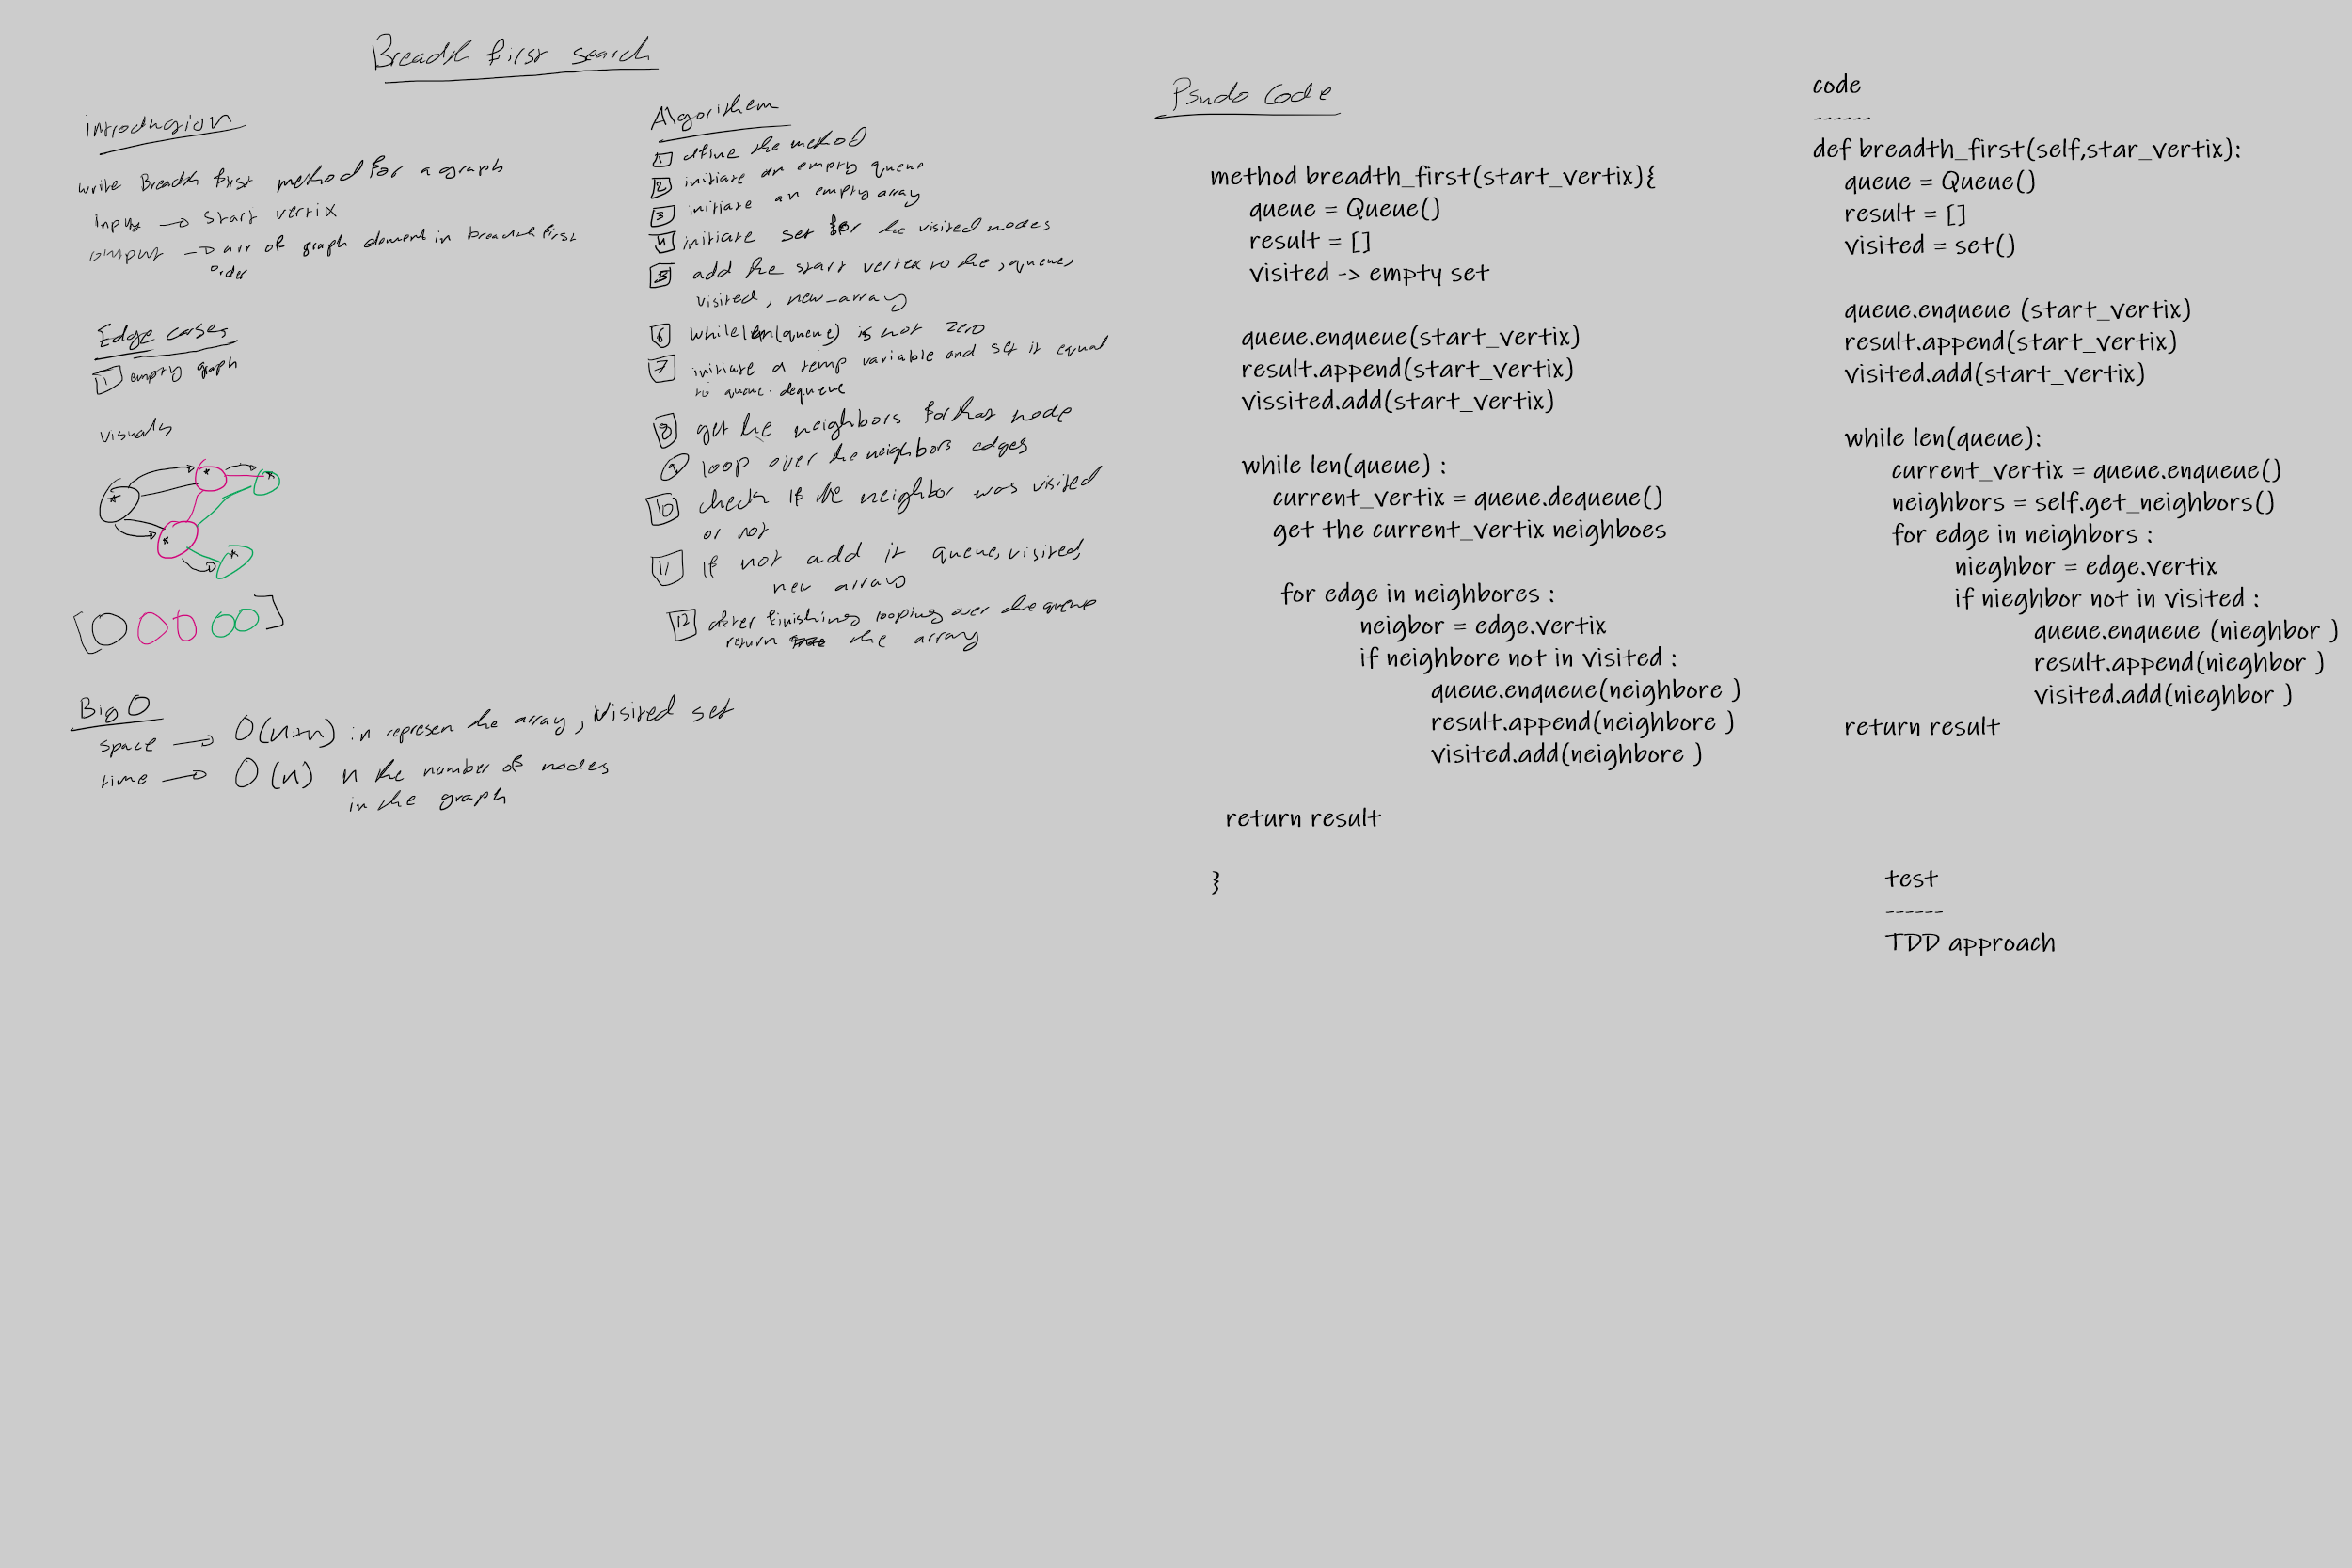 Breadth first search
introduction
write Breadth first method for a graph
Input → start vertix
output → arr of graph element in breadth first
order
Edge cases
1 empty graph
visuals
* * * * *
[ ]
Big O
space → O(n+n) in represen the array, Visited set
time → O(n) n the number of nodes
in the graph
Algorithem
1 dfine the method
2 initiate an empty queue
3 initiate an empty array
4 initiate set for the visited nodes
5 add the start vertex to the, queue,
visited, new_array
6 while len(queue) is not zero
7 initiate a temp variable and set it equal
to queue.dequeue
8 get the neighbors for that node
9 loop over the neighbors edges
10 check if the neighbor was visited
or not
11 if not add it queue, visited,
new array
12 after finishing looping over the queue
return the array
Psudo Code
method breadth_first(start_vertix){
queue = Queue()
result = []
visited -> empty set
queue.enqueue(start_vertix)
result.append(start_vertix)
vissited.add(start_vertix)
while len(queue) :
current_vertix = queue.dequeue()
get the current_vertix neighboes
for edge in neighbores :
neigbor = edge.vertix
if neighbore not in visited :
queue.enqueue(neighbore )
result.append(neighbore )
visited.add(neighbore )
return result
}
code
------
def breadth_first(self,star_vertix):
queue = Queue()
result = []
visited = set()
queue.enqueue (start_vertix)
result.append(start_vertix)
visited.add(start_vertix)
while len(queue):
current_vertix = queue.enqueue()
neighbors = self.get_neighbors()
for edge in neighbors :
nieghbor = edge.vertix
if nieghbor not in visited :
queue.enqueue (nieghbor )
result.append(nieghbor )
visited.add(nieghbor )
return result
test
------
TDD approach